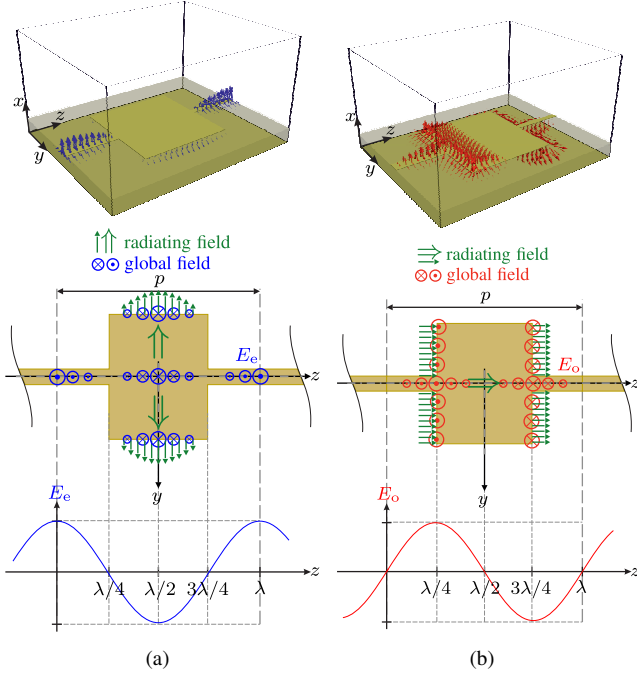 x
z
y
x
z
y
radiating field
global field
p
radiating field
global field
p
E_e
z
y
E_o
z
y
E_e
λ/4
λ/2
3λ/4
λ
z
E_o
λ/4
λ/2
3λ/4
λ
z
(a)
(b)